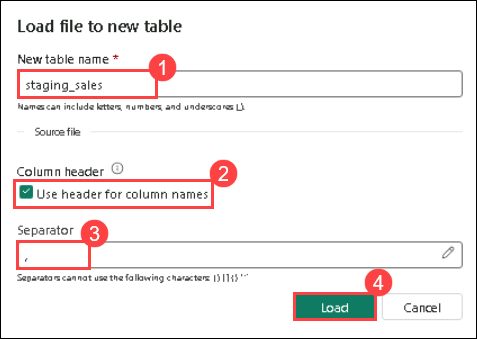 Load file to new table
New table name *
1
staging_sales
Names can include letters, numbers, and underscores (_).
Source file
Column header
2
Use header for column names
Separator
3
,
Separators cannot use the following characters:
4
Load
Cancel